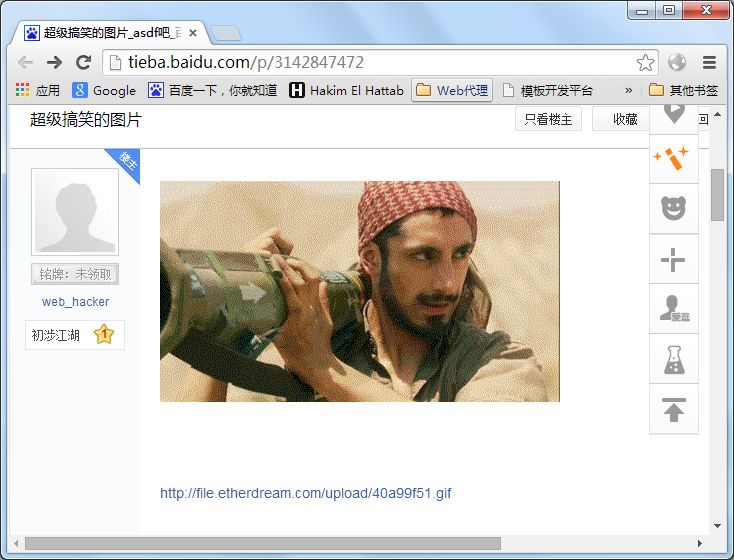 超级搞笑的图片_asdf吧_百
tieba.baidu.com/p/3142847472
应用 Google 百度一下，你就知道 Hakim El Hattab Web代理 模板开发平台 » 其他书签
超级搞笑的图片 只看楼主 收藏 回
楼主
铭牌：未领取
web_hacker
初涉江湖 1
爱逛
http://file.etherdream.com/upload/40a99f51.gif